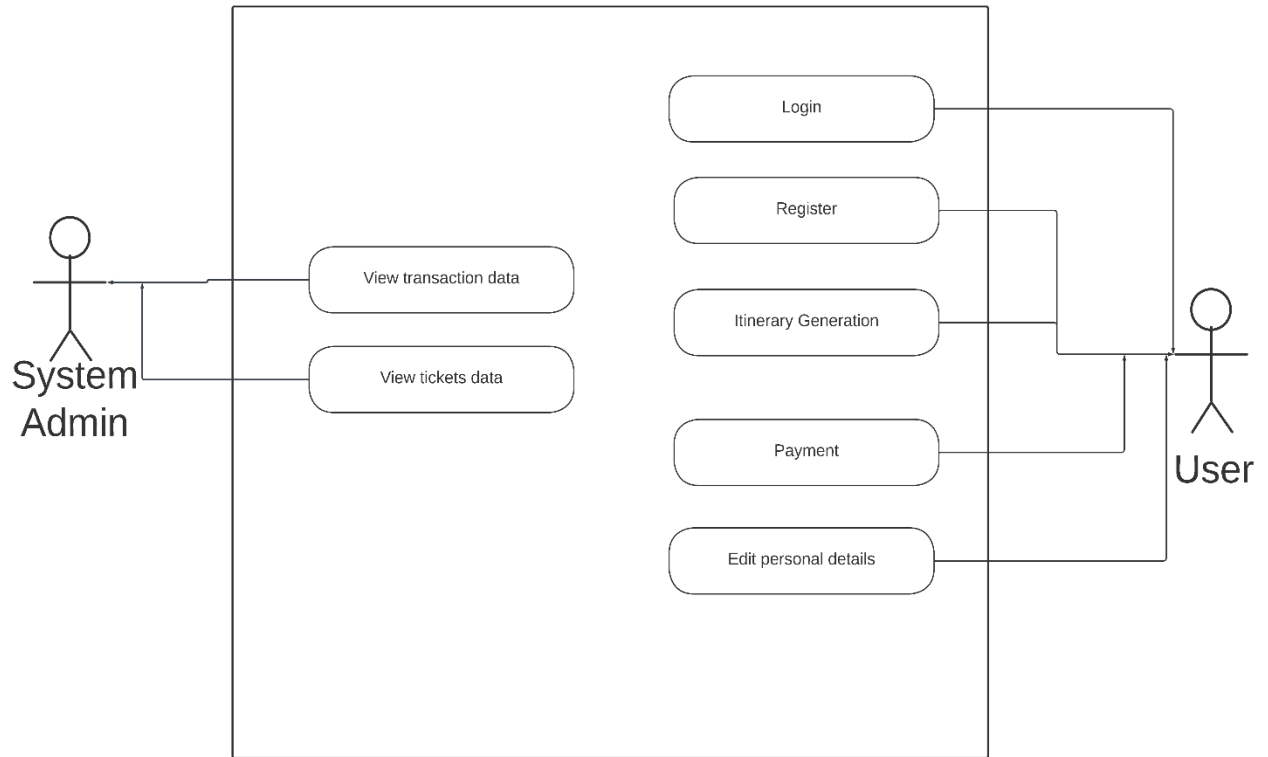 Login
Register
View transaction data
Itinerary Generation
System
Admin
View tickets data
Payment
User
Edit personal details